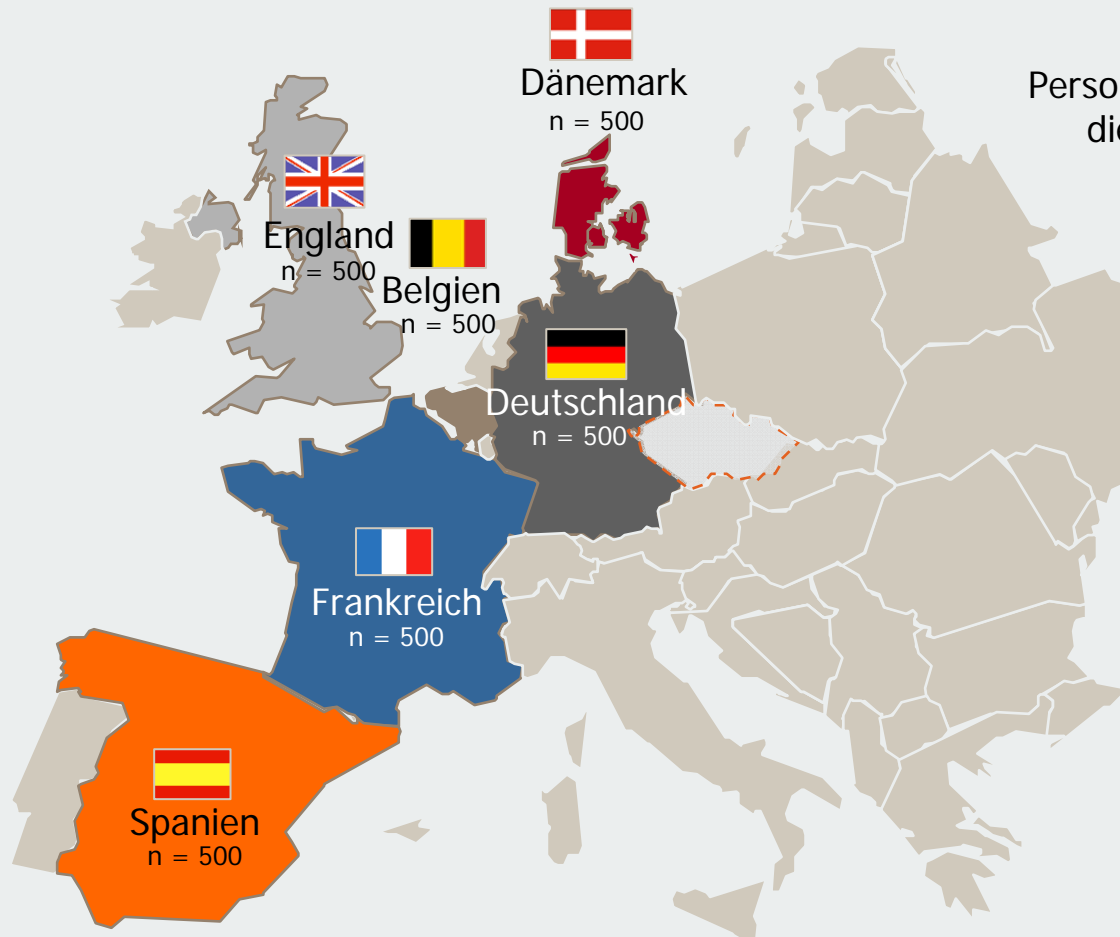 Dänemark
n = 500
England
n = 500
Belgien
n = 500
Deutschland
n = 500
Frankreich
n = 500
Spanien
n = 500